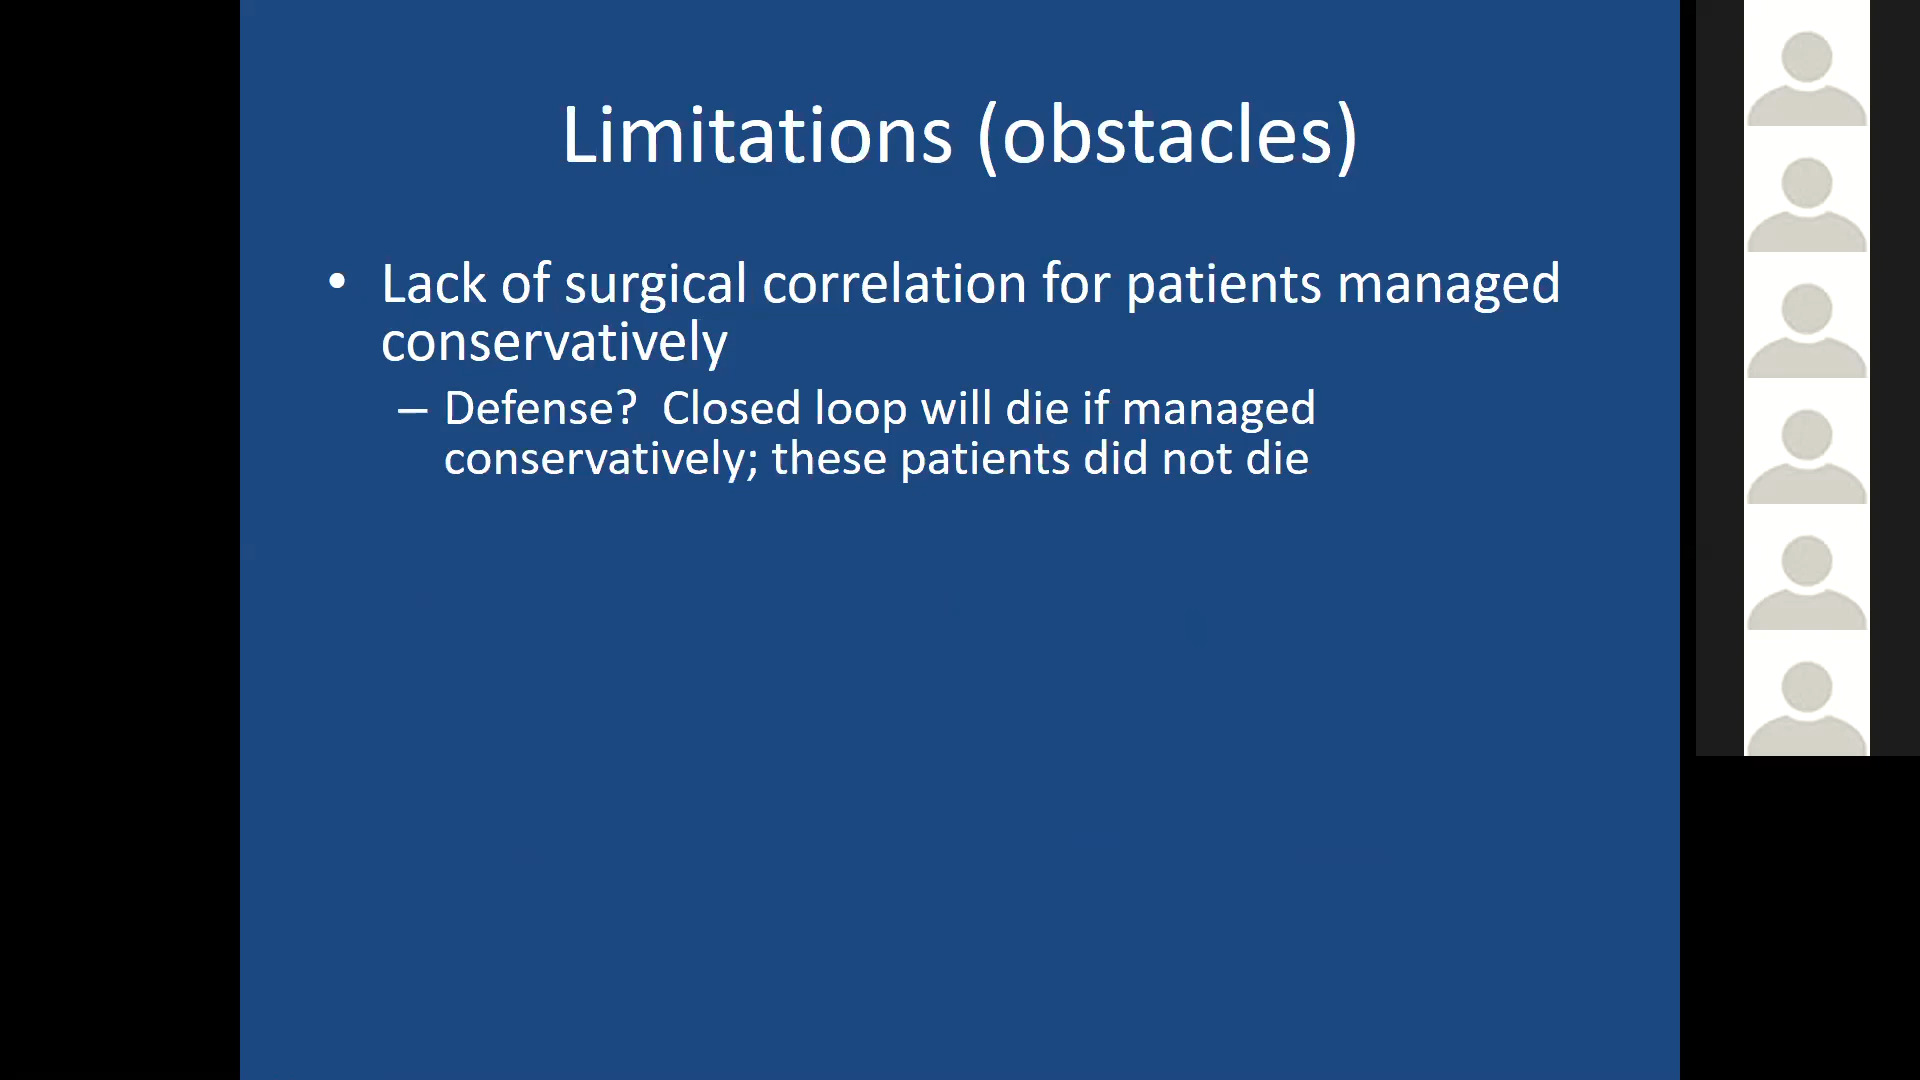 Limitations (obstacles)
• Lack of surgical correlation for patients managed
conservatively
– Defense?  Closed loop will die if managed
conservatively; these patients did not die